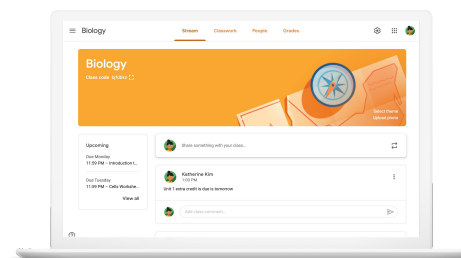 Biology
Stream
Classwork
People
Grades
Biology
Class code
Select theme
Upload photo
Upcoming
Due Monday
11:59 PM – Introduction t...
Due Tuesday
11:59 PM – Cells Workshe...
View all
Share something with your class...
Katherine Kim
1:00 PM
Unit 1 extra credit is due is tomorrow
Add class comment...